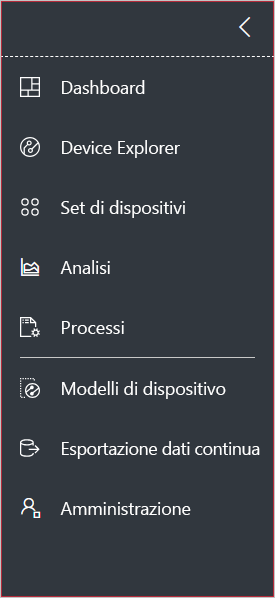 Dashboard
Device Explorer
Set di dispositivi
Analisi
Processi
Modelli di dispositivo
Esportazione dati continua
Amministrazione